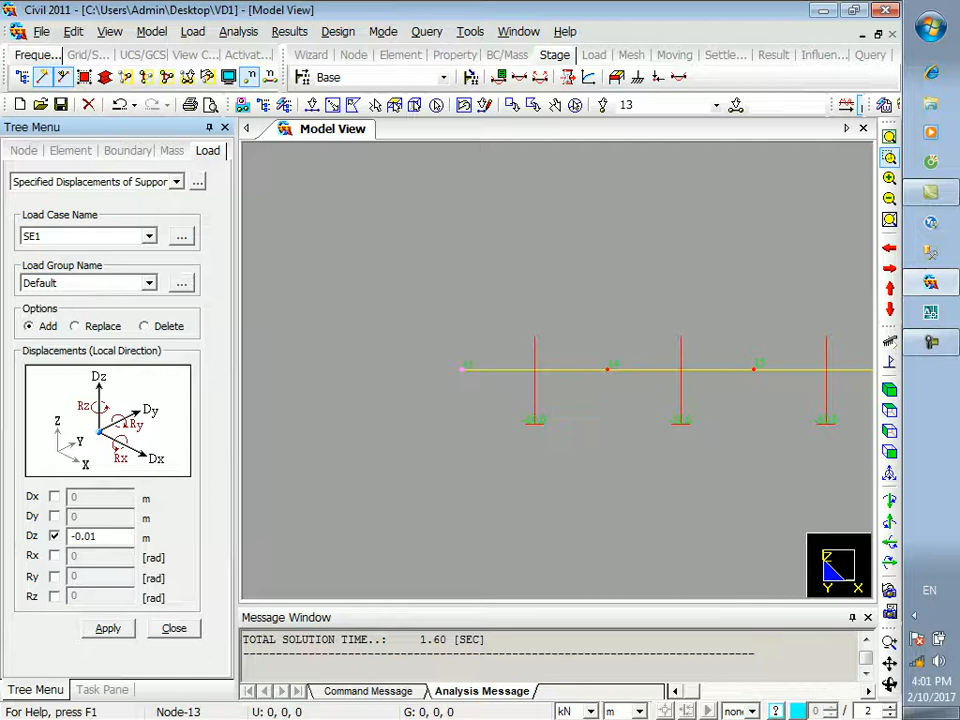 Civil 2011 - [C:\Users\Admin\Desktop\VD1] - [Model View]
File Edit View Model Load Analysis Results Design Mode Query Tools Window Help
Freque... Grid/S... UCS/GCS View C... Activat... Wizard Node Element Property BC/Mass Stage Load Mesh Moving Settle... Result Influen... Query
Base
13
Tree Menu
Model View
Node Element Boundary Mass Load
Specified Displacements of Suppor
Load Case Name
SE1
Load Group Name
Default
Options
Add Replace Delete
Displacements (Local Direction)
Dz
Rz
Dy
Ry
Z
Y
X
Rx
Dx
Dx 0 m
Dy 0 m
Dz -0.01 m
Rx 0 [rad]
Ry 0 [rad]
Rz 0 [rad]
Apply Close
Z
Y X
Message Window
TOTAL SOLUTION TIME..: 1.60 [SEC]
Command Message Analysis Message
Tree Menu Task Pane
For Help, press F1 Node-13 U: 0, 0, 0 G: 0, 0, 0 kN m non 0 / 2
EN
4:01 PM
2/10/2017